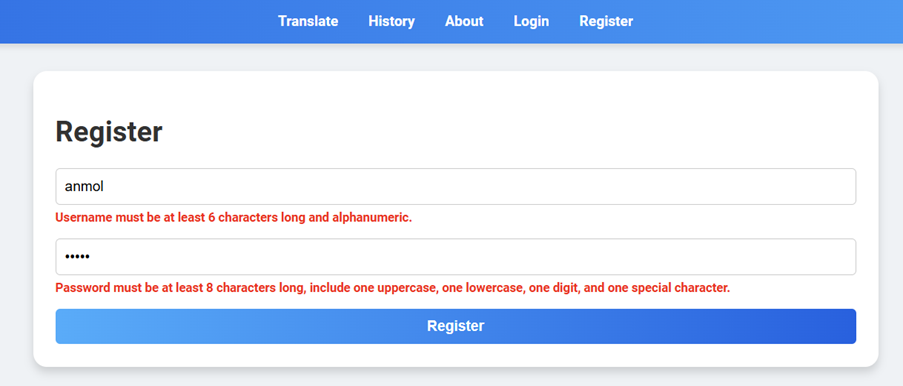 Translate History About Login Register
Register
anmol
Username must be at least 6 characters long and alphanumeric.
•••••
Password must be at least 8 characters long, include one uppercase, one lowercase, one digit, and one special character.
Register